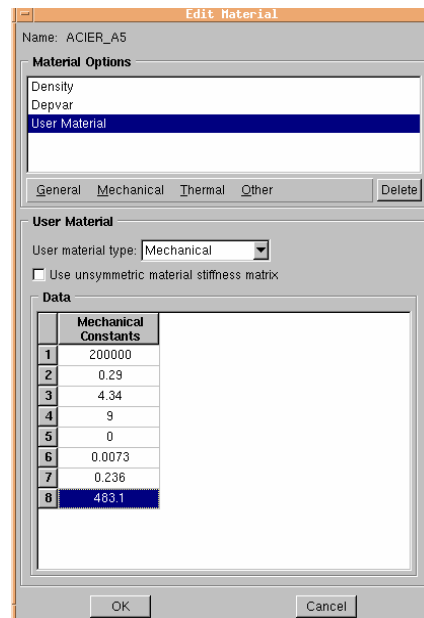 Edit Material
Name: ACIER_A5
Material Options
Density
Depvar
User Material
General Mechanical Thermal Other Delete
User Material
User material type: Mechanical
Use unsymmetric material stiffness matrix
Data
Mechanical
Constants
1 200000
2 0.29
3 4.34
4 9
5 0
6 0.0073
7 0.236
8 483.1
OK Cancel